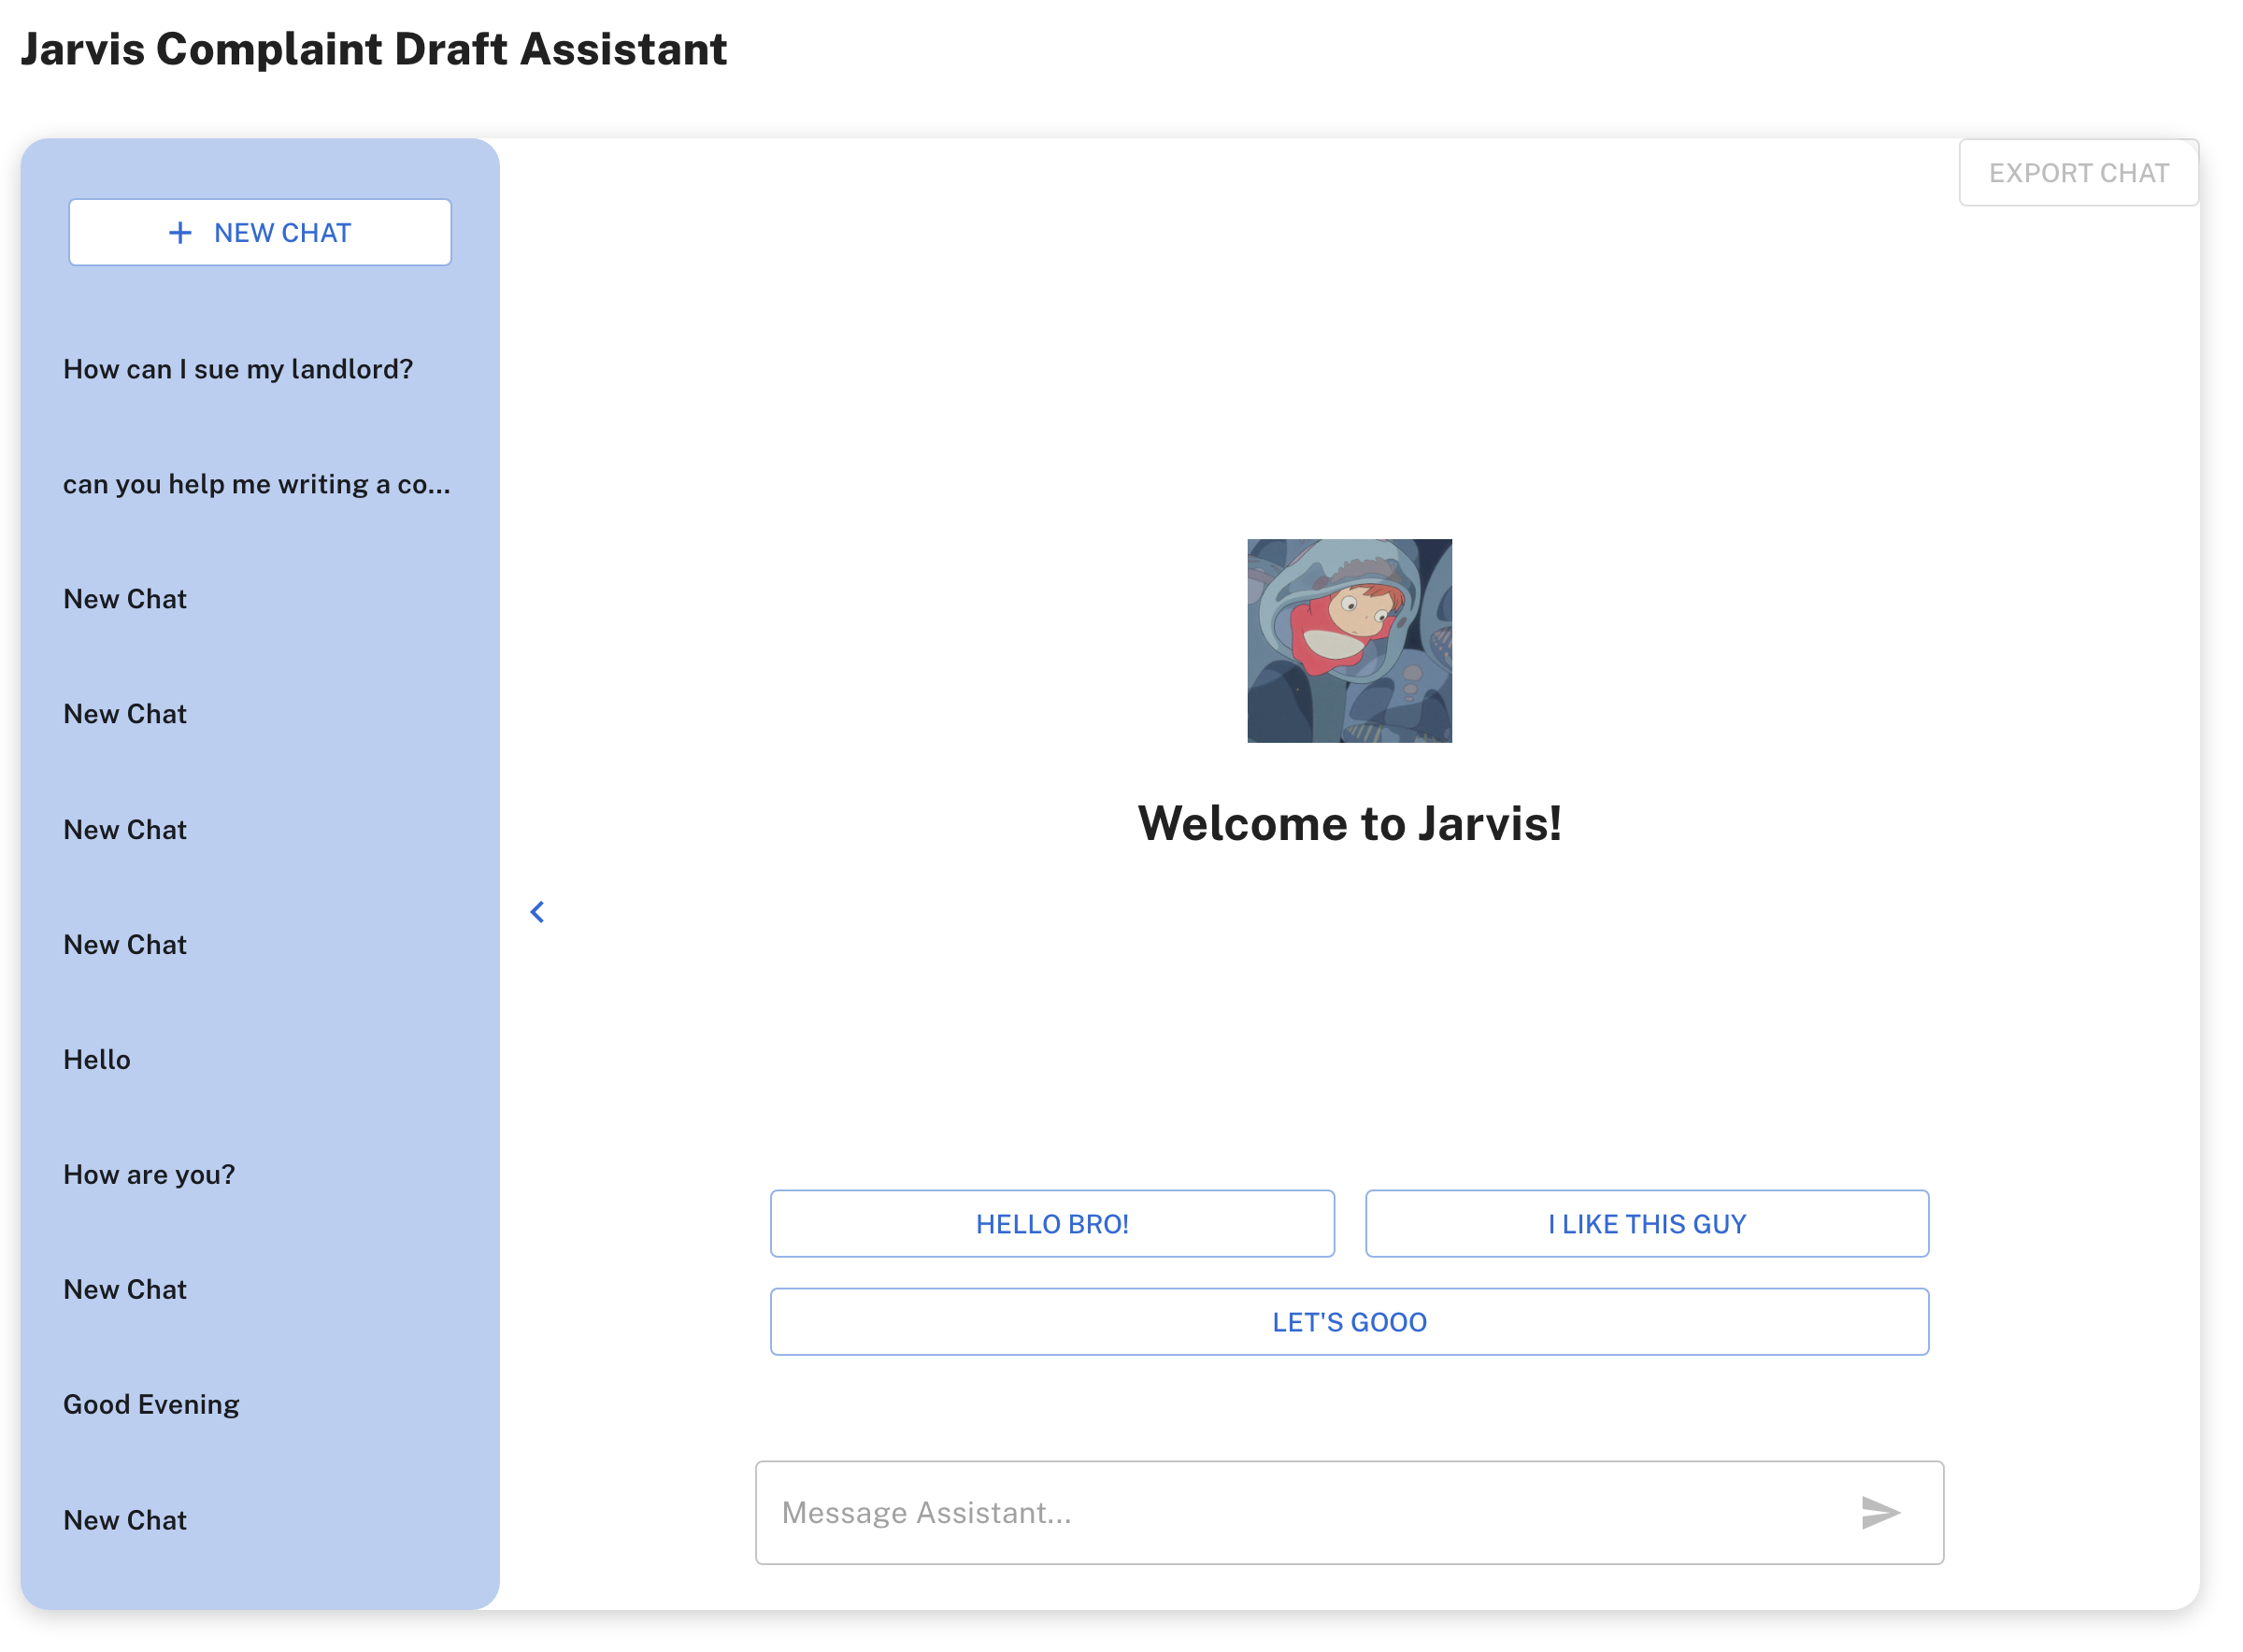 Jarvis Complaint Draft Assistant
+ NEW CHAT
How can I sue my landlord?
can you help me writing a co...
New Chat
New Chat
New Chat
New Chat
Hello
How are you?
New Chat
Good Evening
New Chat
EXPORT CHAT
Welcome to Jarvis!
HELLO BRO!
I LIKE THIS GUY
LET'S GOOO
Message Assistant...